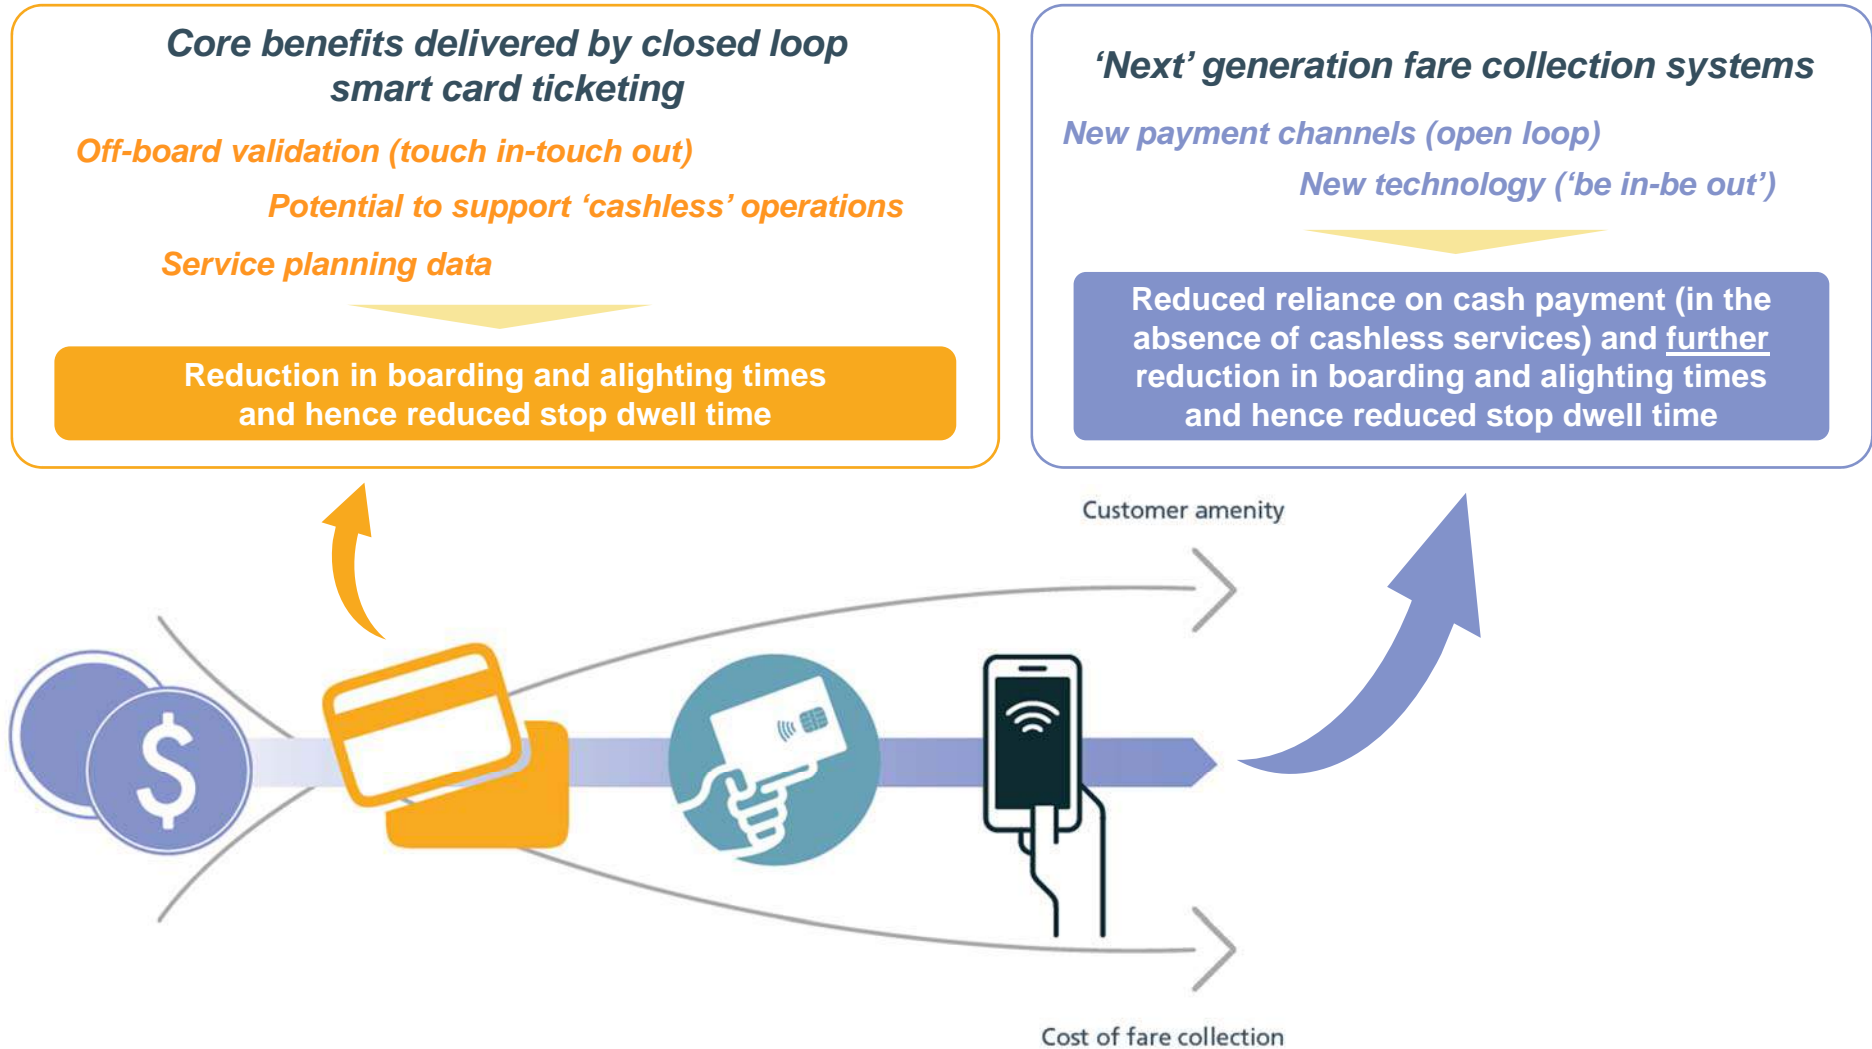 Core benefits delivered by closed loop
smart card ticketing
Off-board validation (touch in-touch out)
Potential to support ‘cashless’ operations
Service planning data
Reduction in boarding and alighting times
and hence reduced stop dwell time
‘Next’ generation fare collection systems
New payment channels (open loop)
New technology (‘be in-be out’)
Reduced reliance on cash payment (in the
absence of cashless services) and further
reduction in boarding and alighting times
and hence reduced stop dwell time
Customer amenity
$
Cost of fare collection